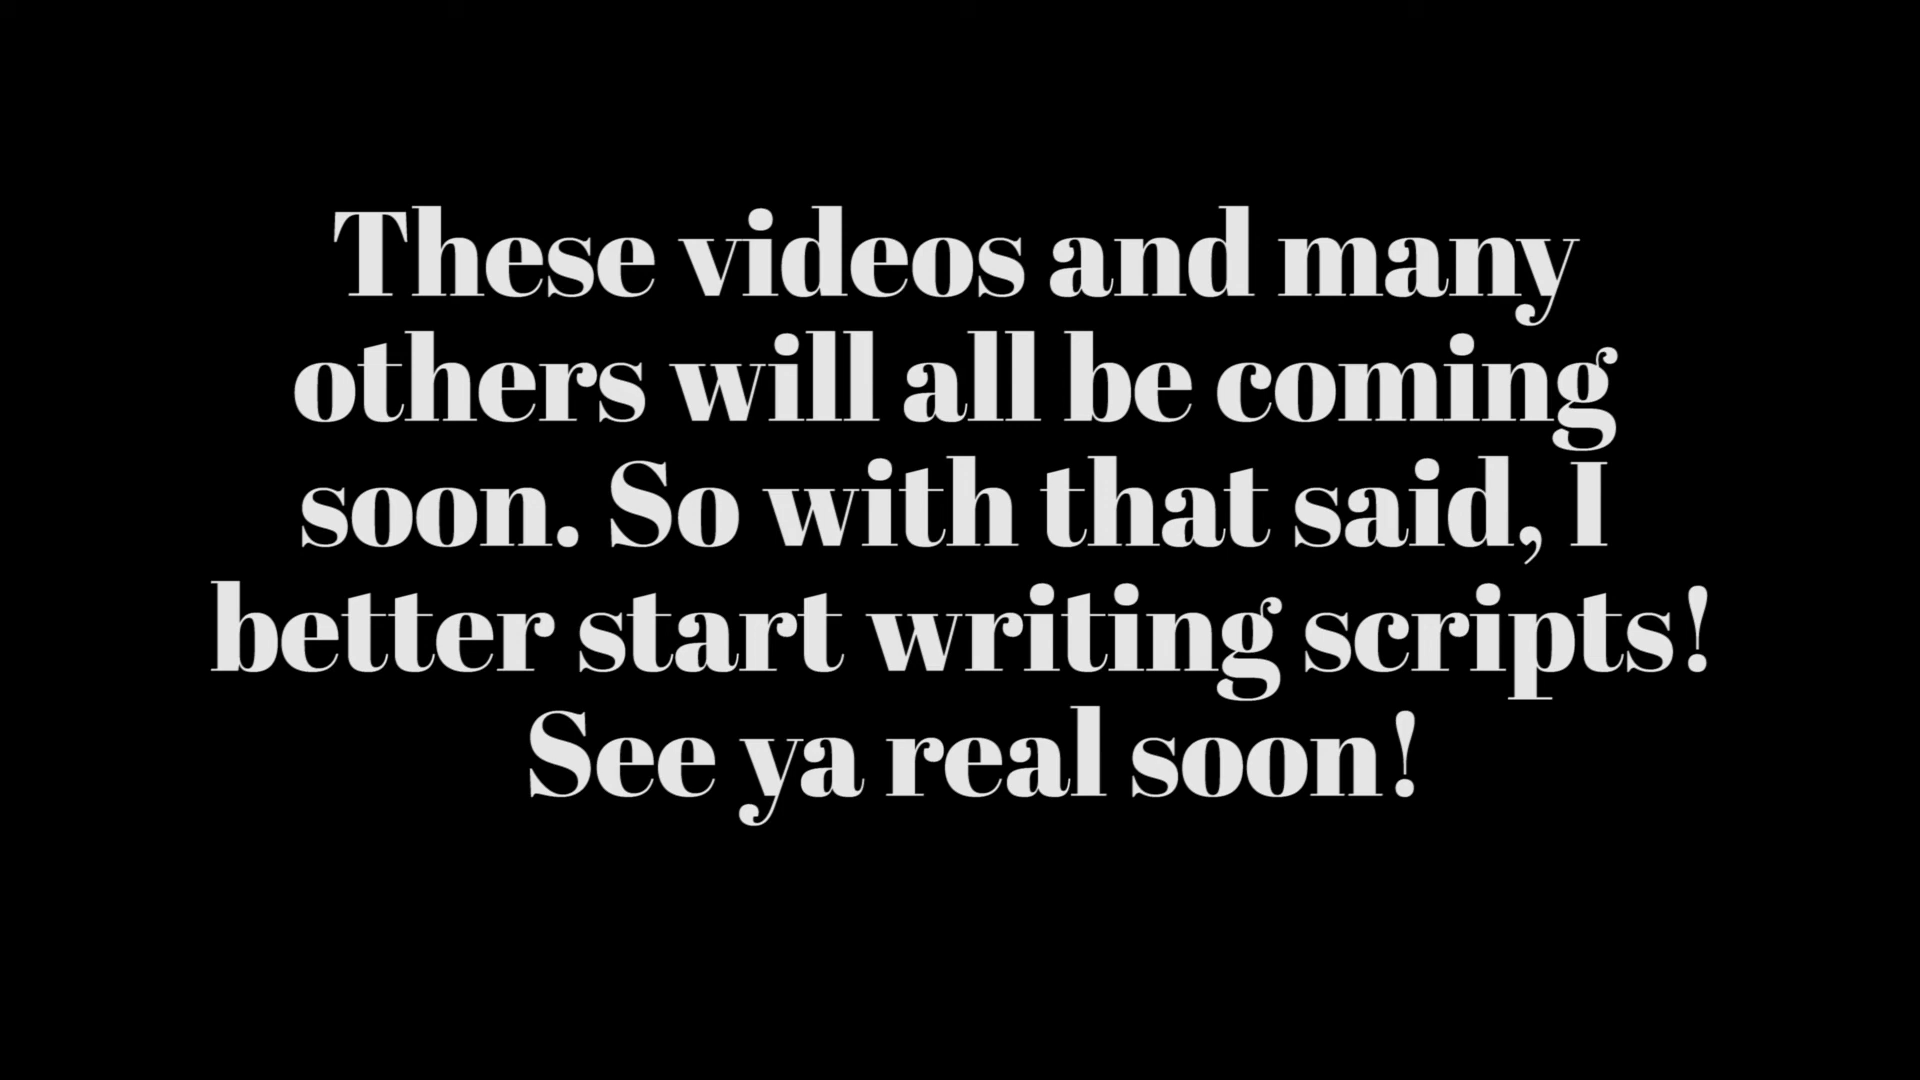 These videos and many
others will all be coming
soon. So with that said, I
better start writing scripts!
See ya real soon!